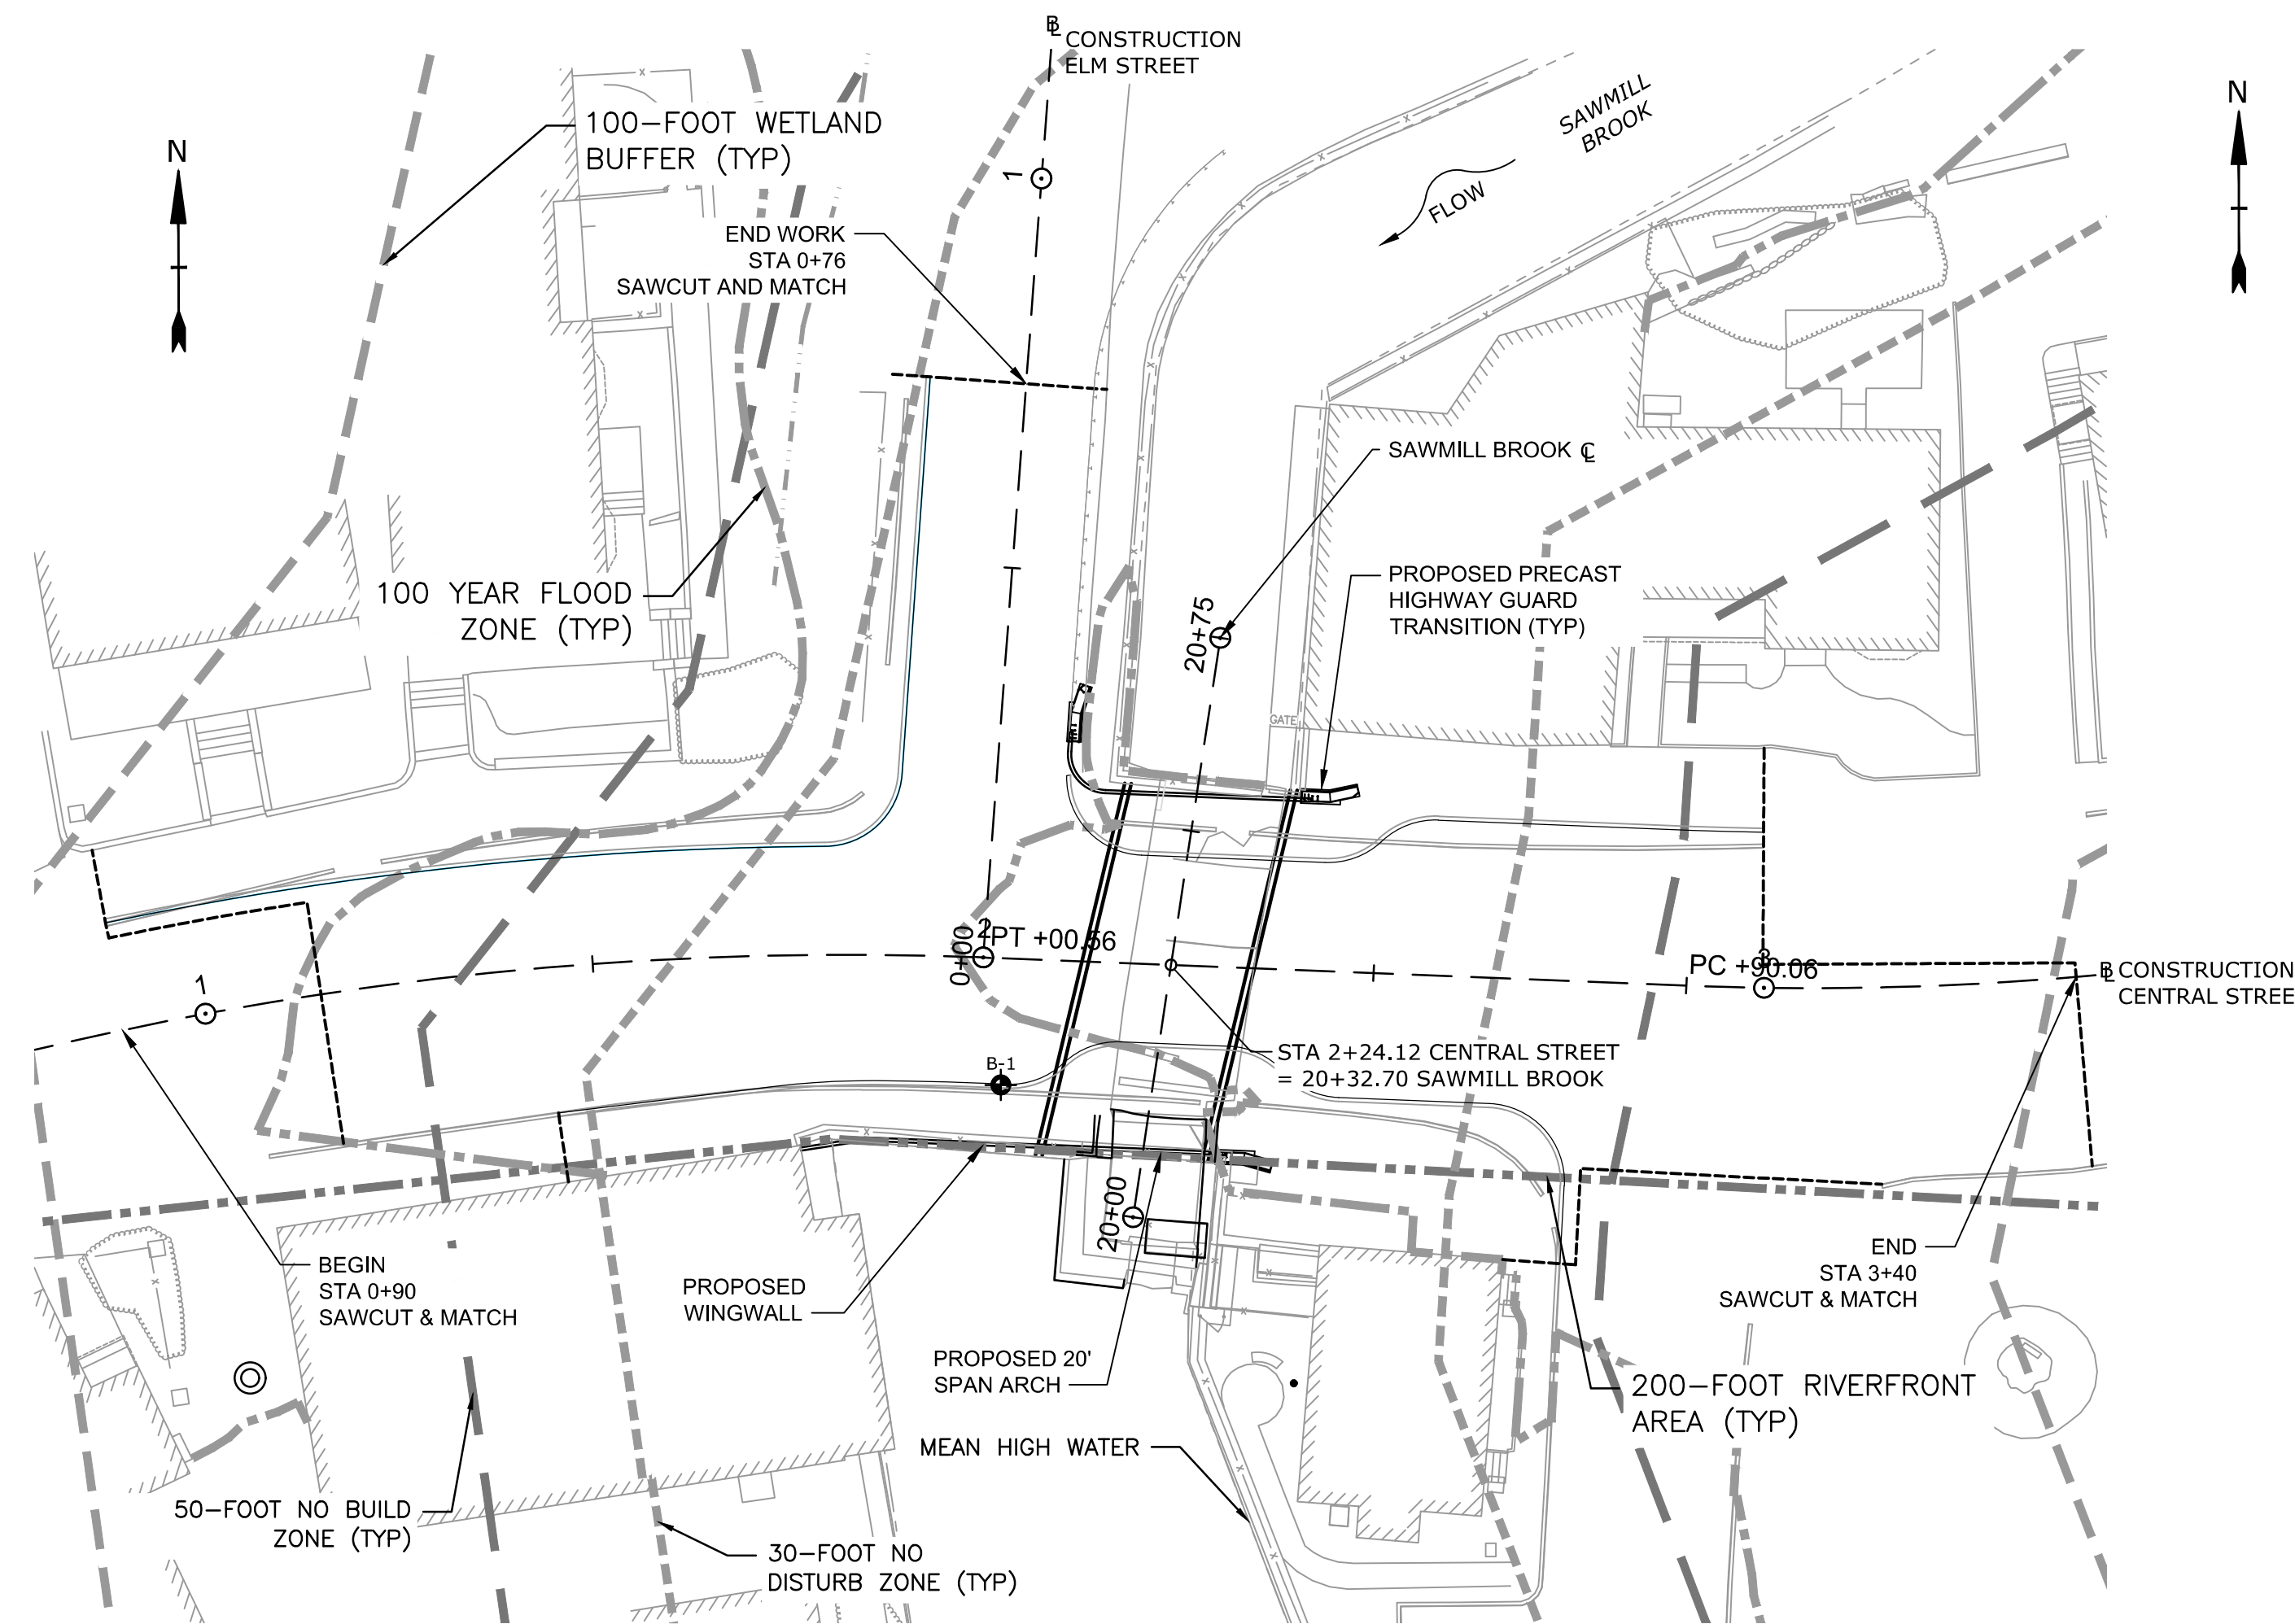 ℄ CONSTRUCTION
ELM STREET
N
N
100-FOOT WETLAND
BUFFER (TYP)
SAWMILL
BROOK
FLOW
1
END WORK
STA 0+76
SAWCUT AND MATCH
SAWMILL BROOK ℄
100 YEAR FLOOD
ZONE (TYP)
PROPOSED PRECAST
HIGHWAY GUARD
TRANSITION (TYP)
20+75
GATE
0+00
2
PT +00.56
1
PC +90.06
3
℄ CONSTRUCTION
CENTRAL STREE
B-1
STA 2+24.12 CENTRAL STREET
= 20+32.70 SAWMILL BROOK
20+00
BEGIN
STA 0+90
SAWCUT & MATCH
PROPOSED
WINGWALL
END
STA 3+40
SAWCUT & MATCH
PROPOSED 20'
SPAN ARCH
200-FOOT RIVERFRONT
AREA (TYP)
MEAN HIGH WATER
50-FOOT NO BUILD
ZONE (TYP)
30-FOOT NO
DISTURB ZONE (TYP)